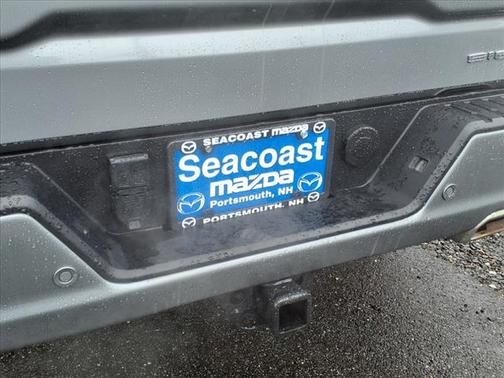 SEACOAST mazda
Seacoast
mazda
Portsmouth, NH
PORTSMOUTH, NH